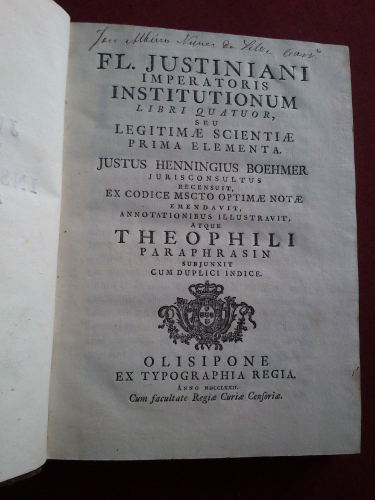 FL. JUSTINIANI
IMPERATORIS
INSTITUTIONUM
LIBRI QUATUOR,
SEU
LEGITIMÆ SCIENTIÆ
PRIMA ELEMENTA.
JUSTUS HENNINGIUS BOEHMER
JURISCONSULTUS
RECENSUIT,
EX CODICE MSCTO OPTIMÆ NOTÆ
EMENDAVIT,
ANNOTATIONIBUS ILLUSTRAVIT,
ATQUE
THEOPHILI
PARAPHRASIN
SUBJUNXIT
CUM DUPLICI INDICE.
OLISIPONE
EX TYPOGRAPHIA REGIA.
ANNO MDCCLXXII.
Cum facultate Regiæ Curiæ Censoriæ.